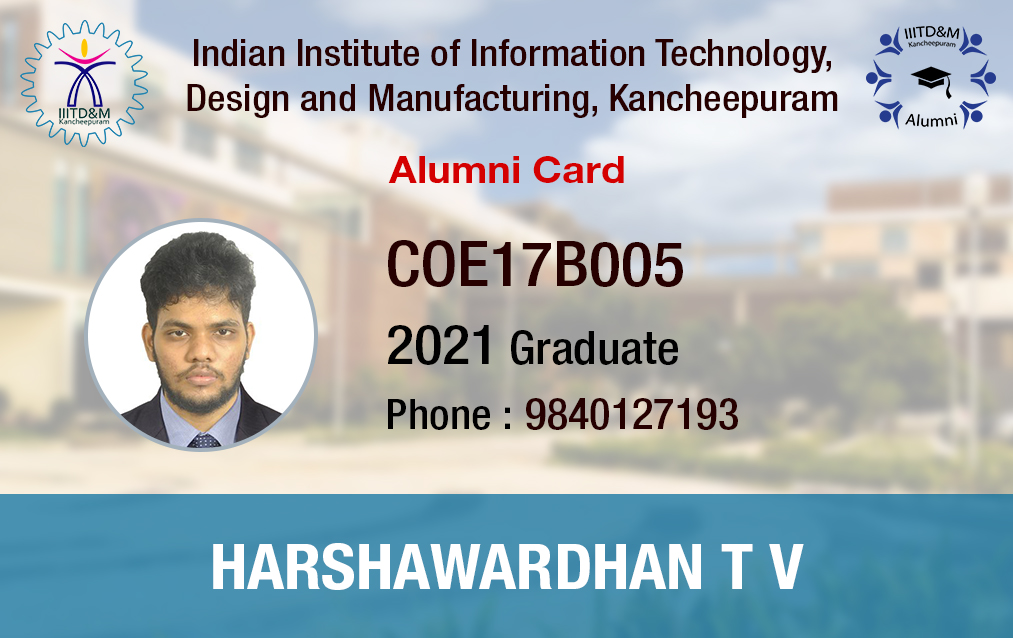 IIITD&M
Kancheepuram
Indian Institute of Information Technology,
Design and Manufacturing, Kancheepuram
IIITD&M
Kancheepuram
Alumni
Alumni Card
COE17B005
2021 Graduate
Phone : 9840127193
HARSHAWARDHAN T V